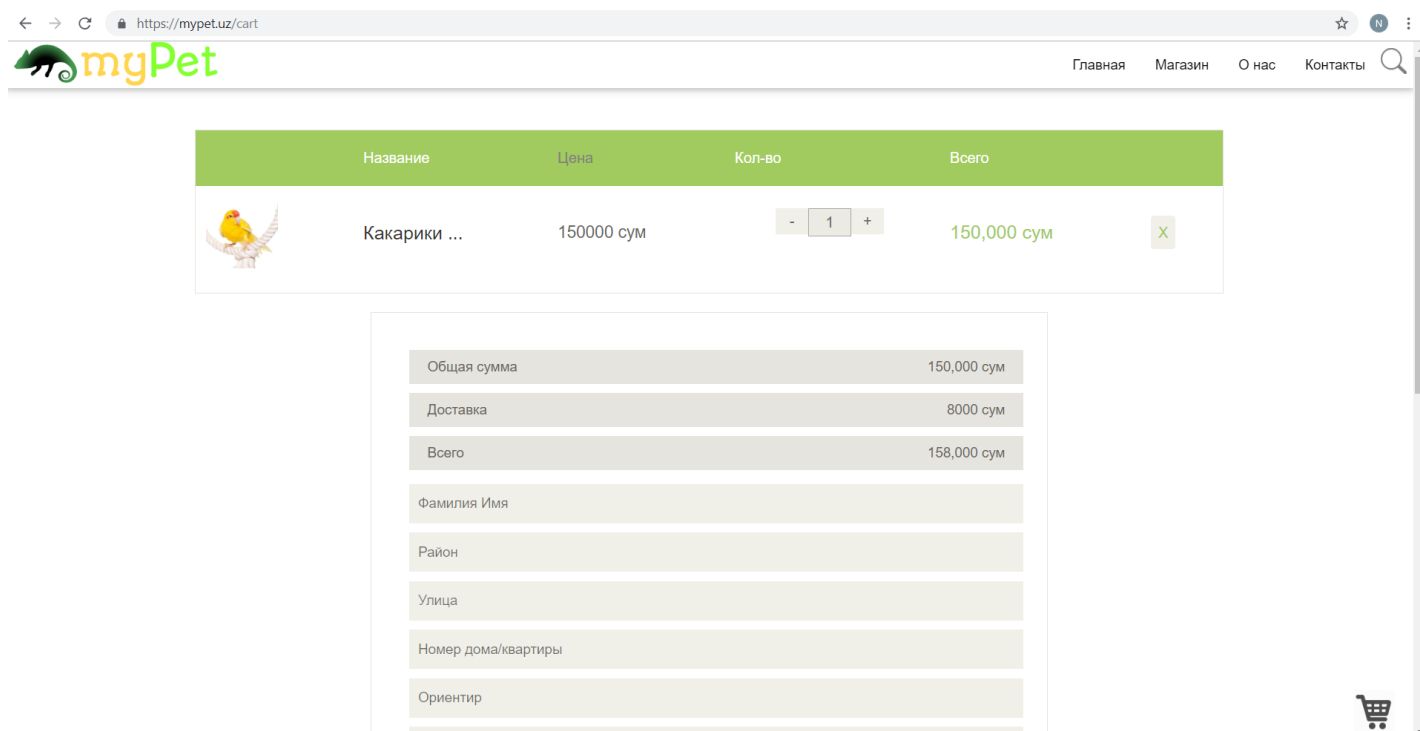 https://mypet.uz/cart
N
myPet
Главная Магазин О нас Контакты
Название Цена Кол-во Всего
Какарики ... 150000 сум - 1 + 150,000 сум X
Общая сумма 150,000 сум
Доставка 8000 сум
Всего 158,000 сум
Фамилия Имя
Район
Улица
Номер дома/квартиры
Ориентир